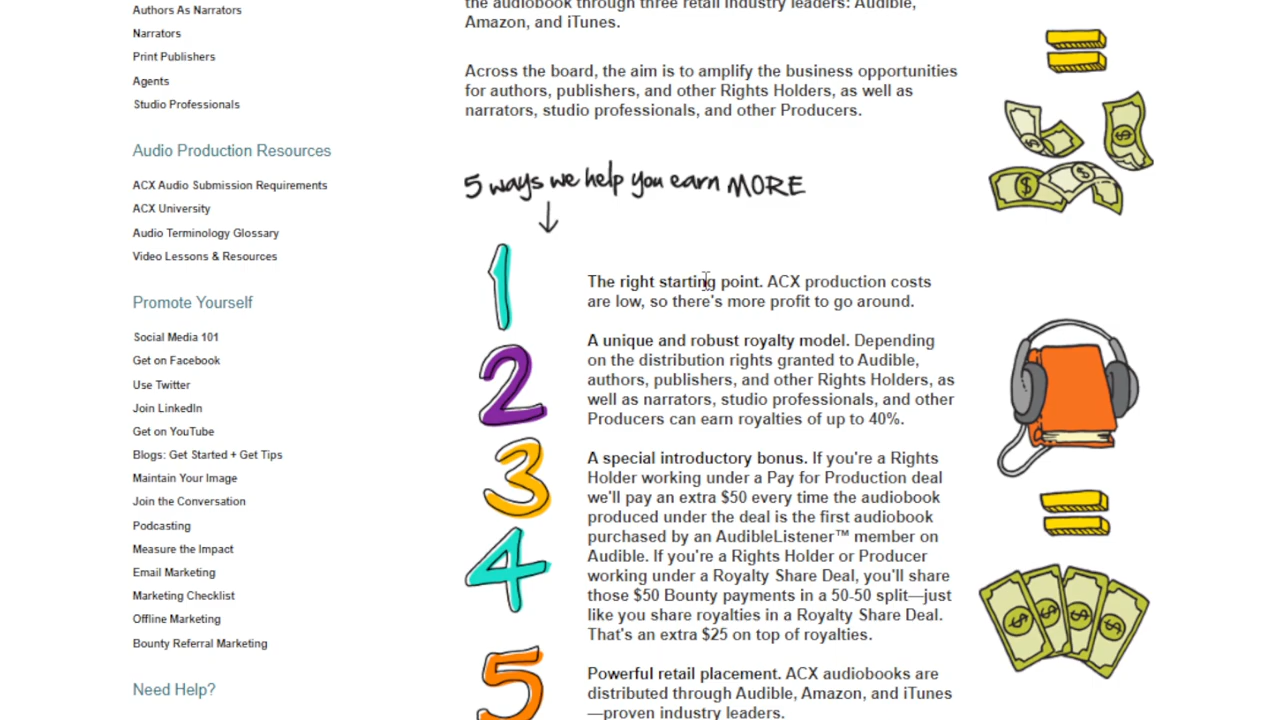 Authors As Narrators
Narrators
Print Publishers
Agents
Studio Professionals
Audio Production Resources
ACX Audio Submission Requirements
ACX University
Audio Terminology Glossary
Video Lessons & Resources
Promote Yourself
Social Media 101
Get on Facebook
Use Twitter
Join LinkedIn
Get on YouTube
Blogs: Get Started + Get Tips
Maintain Your Image
Join the Conversation
Podcasting
Measure the Impact
Email Marketing
Marketing Checklist
Offline Marketing
Bounty Referral Marketing
Need Help?
the audiobook through three retail industry leaders: Audible,
Amazon, and iTunes.
Across the board, the aim is to amplify the business opportunities
for authors, publishers, and other Rights Holders, as well as
narrators, studio professionals, and other Producers.
5 ways we help you earn MORE
1
The right starting point. ACX production costs
are low, so there's more profit to go around.
2
A unique and robust royalty model. Depending
on the distribution rights granted to Audible,
authors, publishers, and other Rights Holders, as
well as narrators, studio professionals, and other
Producers can earn royalties of up to 40%.
3
A special introductory bonus. If you're a Rights
Holder working under a Pay for Production deal
we'll pay an extra $50 every time the audiobook
produced under the deal is the first audiobook
purchased by an AudibleListener™ member on
Audible. If you're a Rights Holder or Producer
working under a Royalty Share Deal, you'll share
those $50 Bounty payments in a 50-50 split—just
like you share royalties in a Royalty Share Deal.
That's an extra $25 on top of royalties.
4
Powerful retail placement. ACX audiobooks are
distributed through Audible, Amazon, and iTunes
—proven industry leaders.
5
=
$ $ $ $
=
$ $ $ $